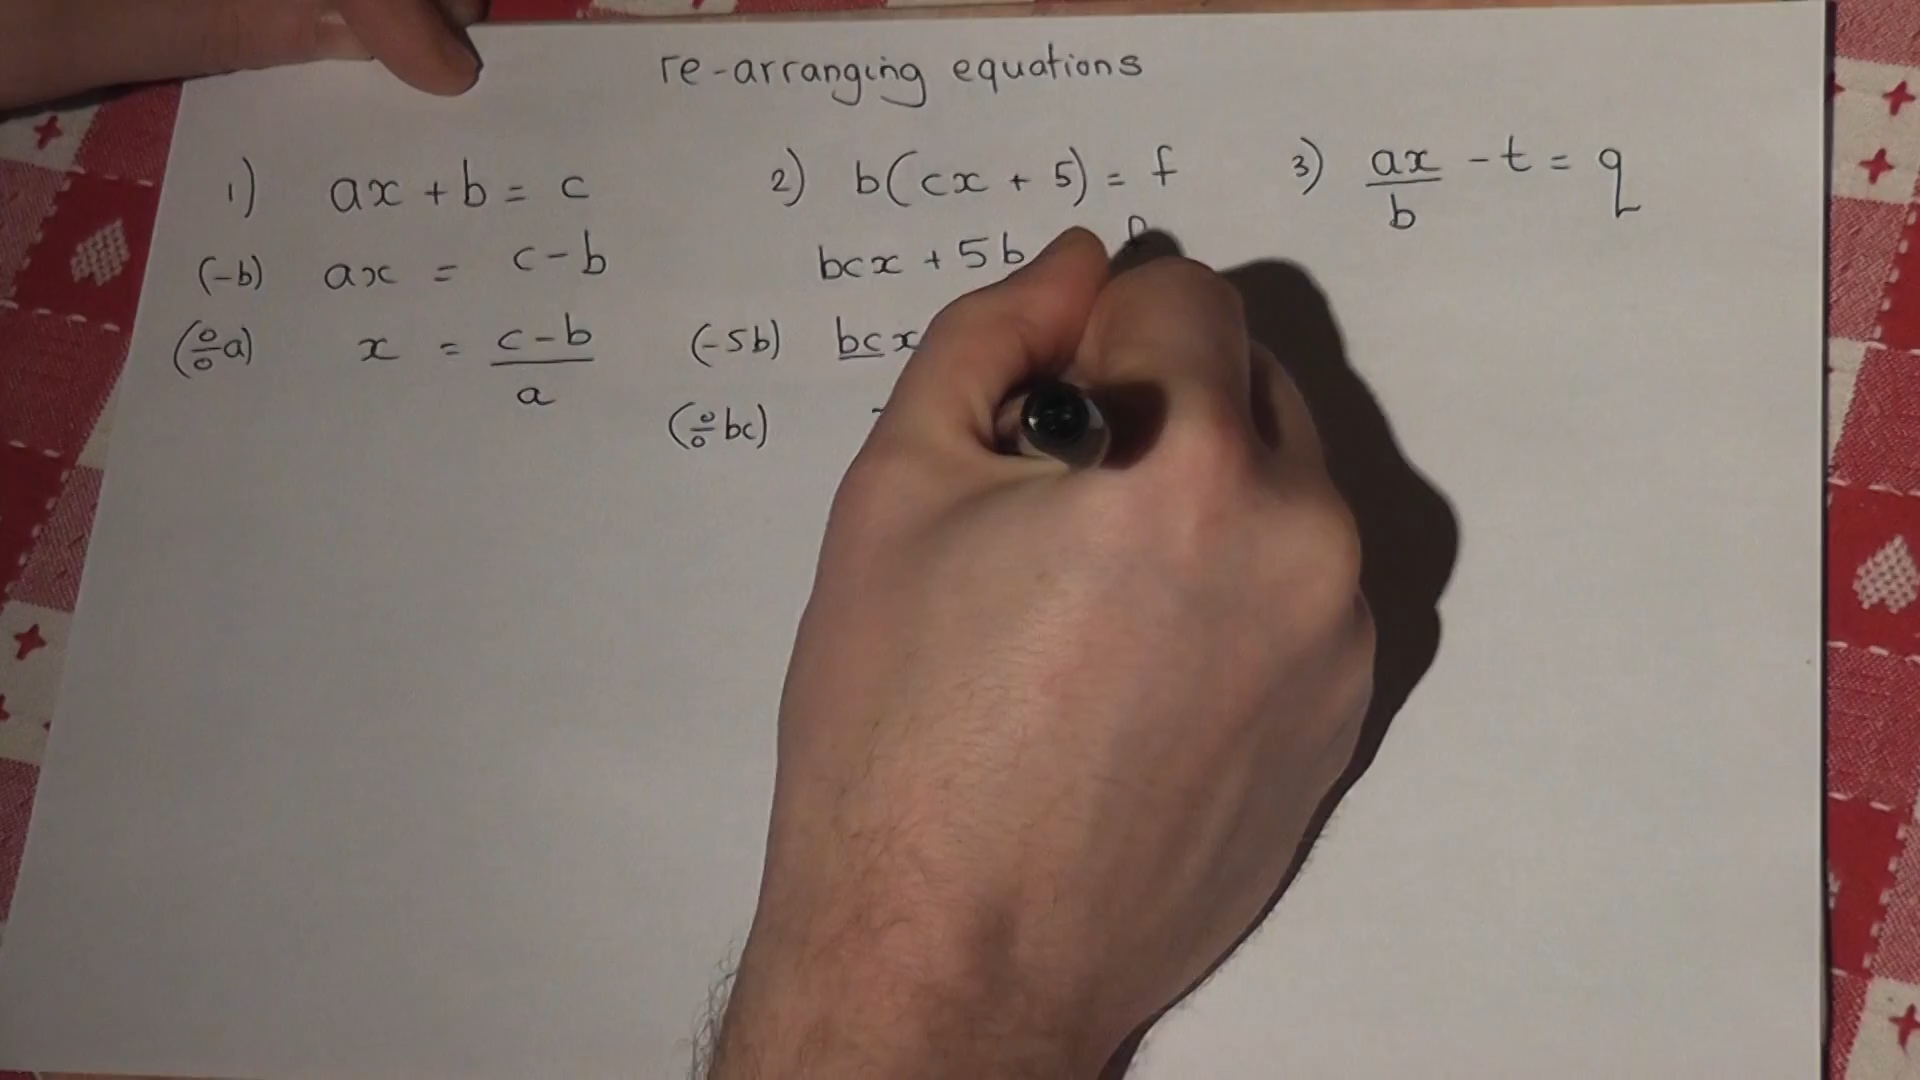 re-arranging equations
1) ax + b = c
(-b) ax = c - b
(÷a) x = c - b
a
2) b(cx + 5) = f
bcx + 5b
(-5b) bcx
(÷bc)
3) ax - t = q
b